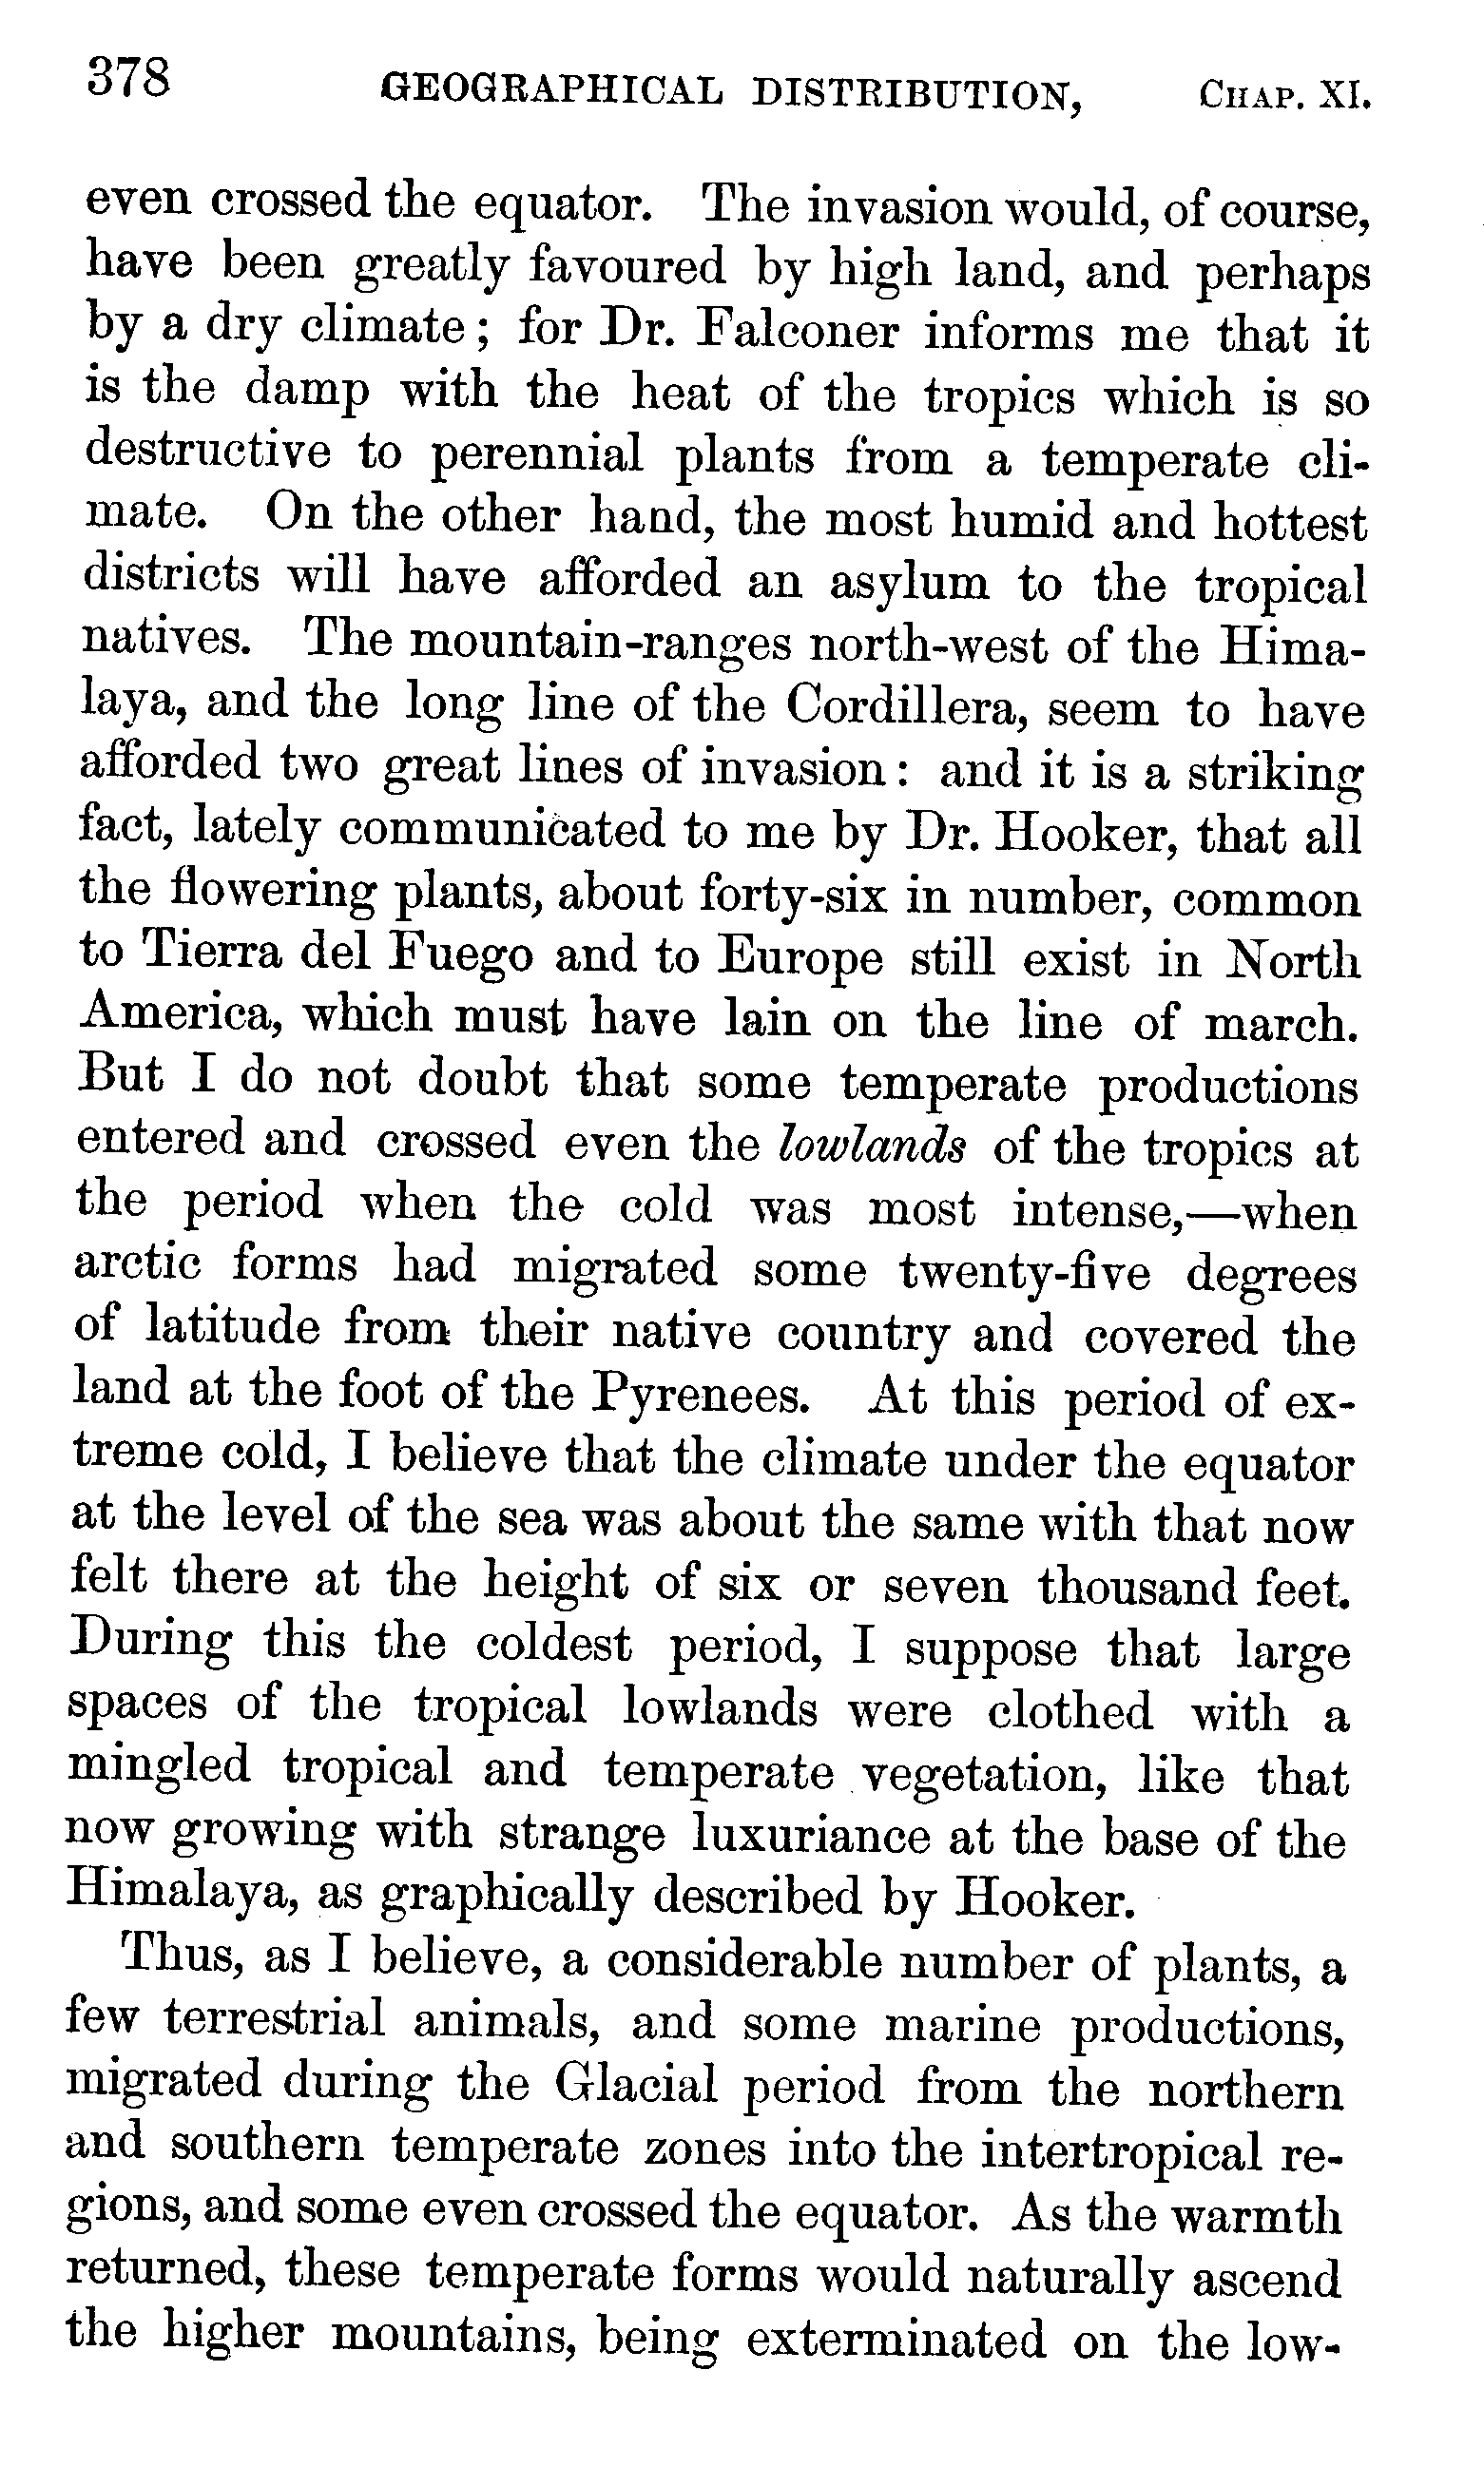 378 GEOGRAPHICAL DISTRIBUTION, CHAP. XI.
even crossed the equator. The invasion would, of course,
have been greatly favoured by high land, and perhaps
by a dry climate; for Dr. Falconer informs me that it
is the damp with the heat of the tropics which is so
destructive to perennial plants from a temperate cli-
mate. On the other hand, the most humid and hottest
districts will have afforded an asylum to the tropical
natives. The mountain-ranges north-west of the Hima-
laya, and the long line of the Cordillera, seem to have
afforded two great lines of invasion: and it is a striking
fact, lately communicated to me by Dr. Hooker, that all
the flowering plants, about forty-six in number, common
to Tierra del Fuego and to Europe still exist in North
America, which must have lain on the line of march.
But I do not doubt that some temperate productions
entered and crossed even the lowlands of the tropics at
the period when the cold was most intense,—when
arctic forms had migrated some twenty-five degrees
of latitude from their native country and covered the
land at the foot of the Pyrenees. At this period of ex-
treme cold, I believe that the climate under the equator
at the level of the sea was about the same with that now
felt there at the height of six or seven thousand feet.
During this the coldest period, I suppose that large
spaces of the tropical lowlands were clothed with a
mingled tropical and temperate vegetation, like that
now growing with strange luxuriance at the base of the
Himalaya, as graphically described by Hooker.
Thus, as I believe, a considerable number of plants, a
few terrestrial animals, and some marine productions,
migrated during the Glacial period from the northern
and southern temperate zones into the intertropical re-
gions, and some even crossed the equator. As the warmth
returned, these temperate forms would naturally ascend
the higher mountains, being exterminated on the low-